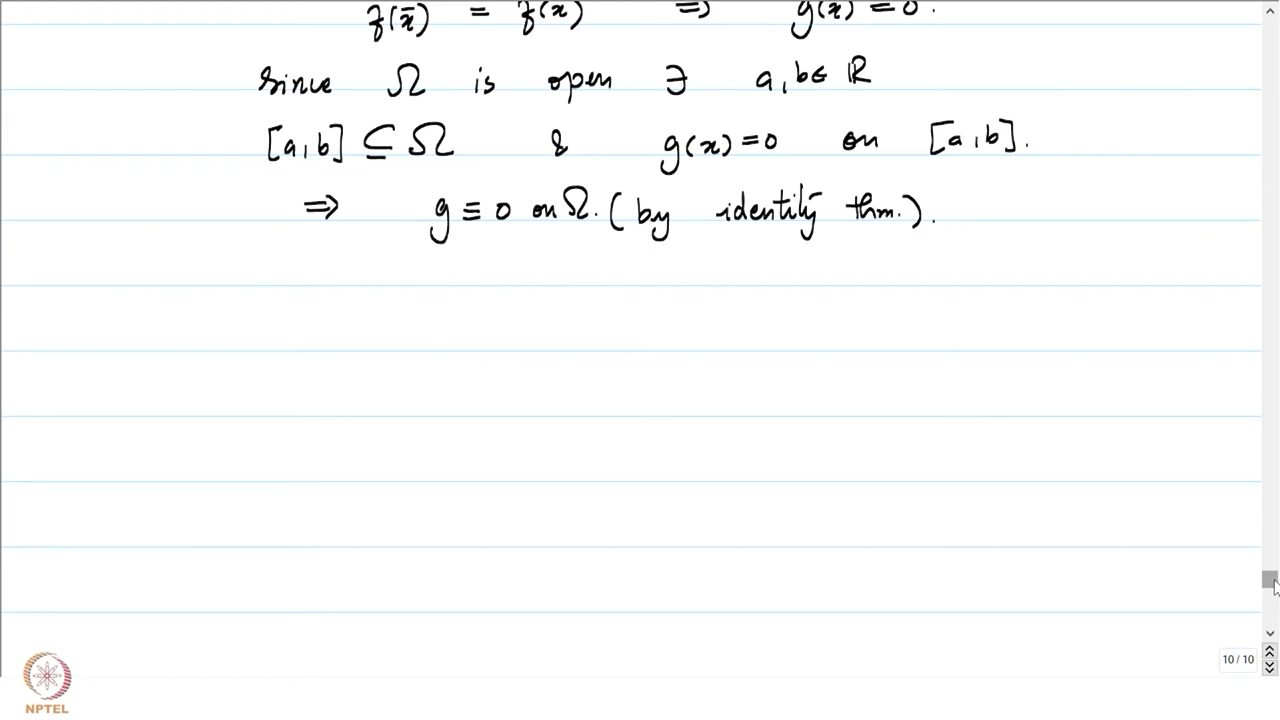 f(x̄) = f(x) ⇒ g(x) = 0.
since Ω is open ∃ a, b ∈ ℝ
[a, b] ⊆ Ω & g(x) = 0 on [a, b].
⇒ g ≡ 0 on Ω. (by identity thm.).
10 / 10
NPTEL